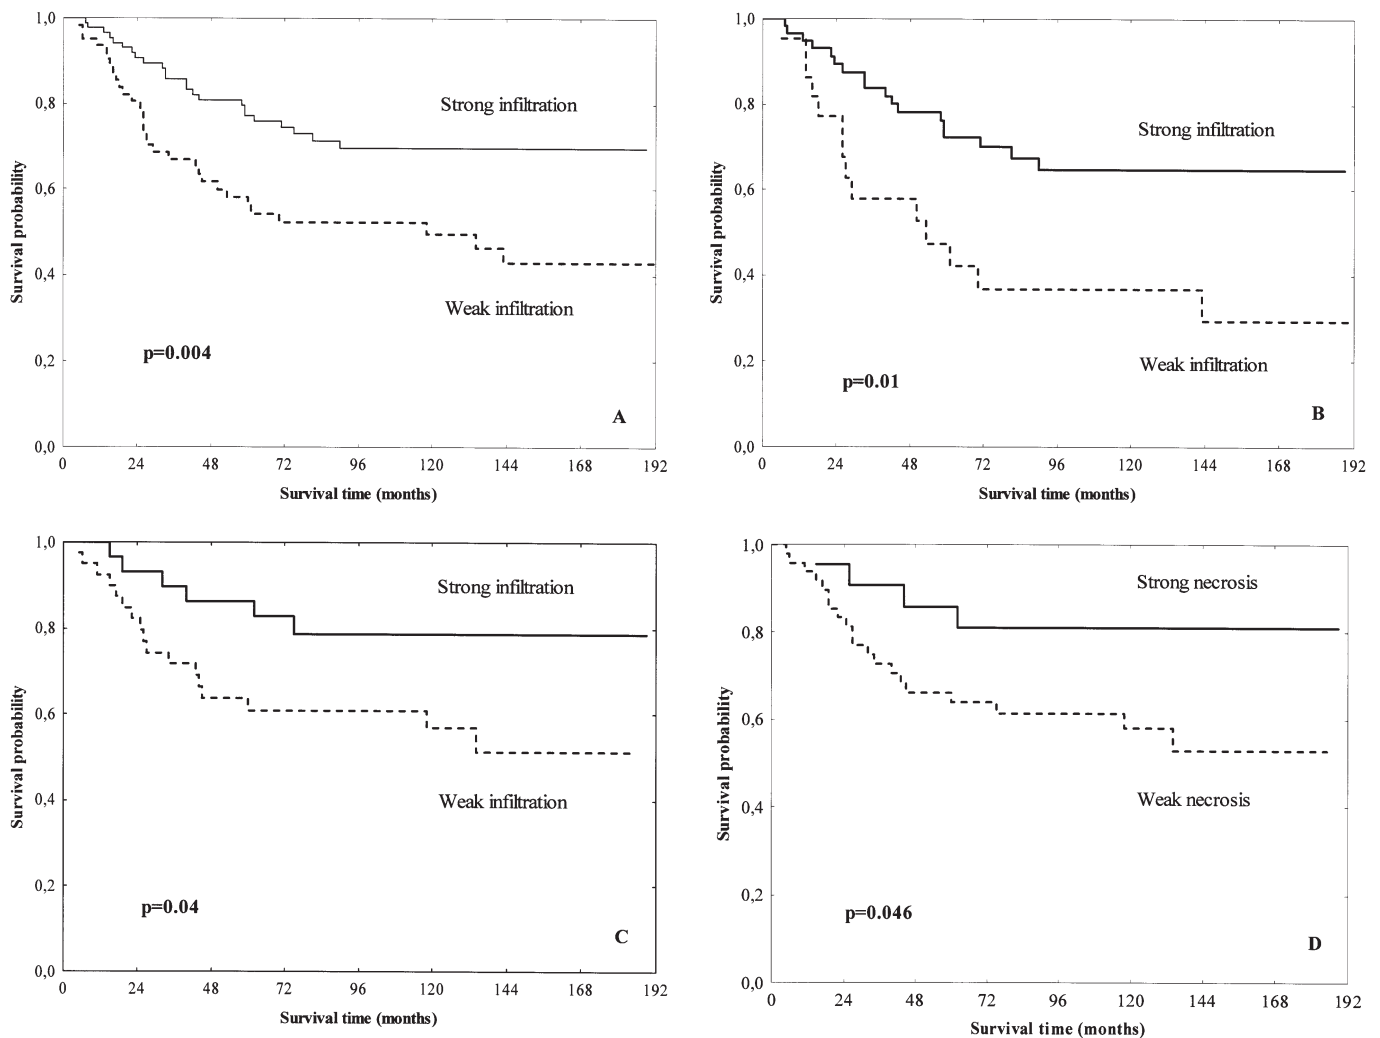 1,0
0,8
0,6
0,4
0,2
0,0
Survival probability
Strong infiltration
Weak infiltration
p=0.004
A
0 24 48 72 96 120 144 168 192
Survival time (months)
1,0
0,8
0,6
0,4
0,2
0,0
Survival probability
Strong infiltration
Weak infiltration
p=0.01
B
0 24 48 72 96 120 144 168 192
Survival time (months)
1,0
0,8
0,6
0,4
0,2
0,0
Survival probability
Strong infiltration
Weak infiltration
p=0.04
C
0 24 48 72 96 120 144 168 192
Survival time (months)
1,0
0,8
0,6
0,4
0,2
0,0
Survival probability
Strong necrosis
Weak necrosis
p=0.046
D
0 24 48 72 96 120 144 168 192
Survival time (months)